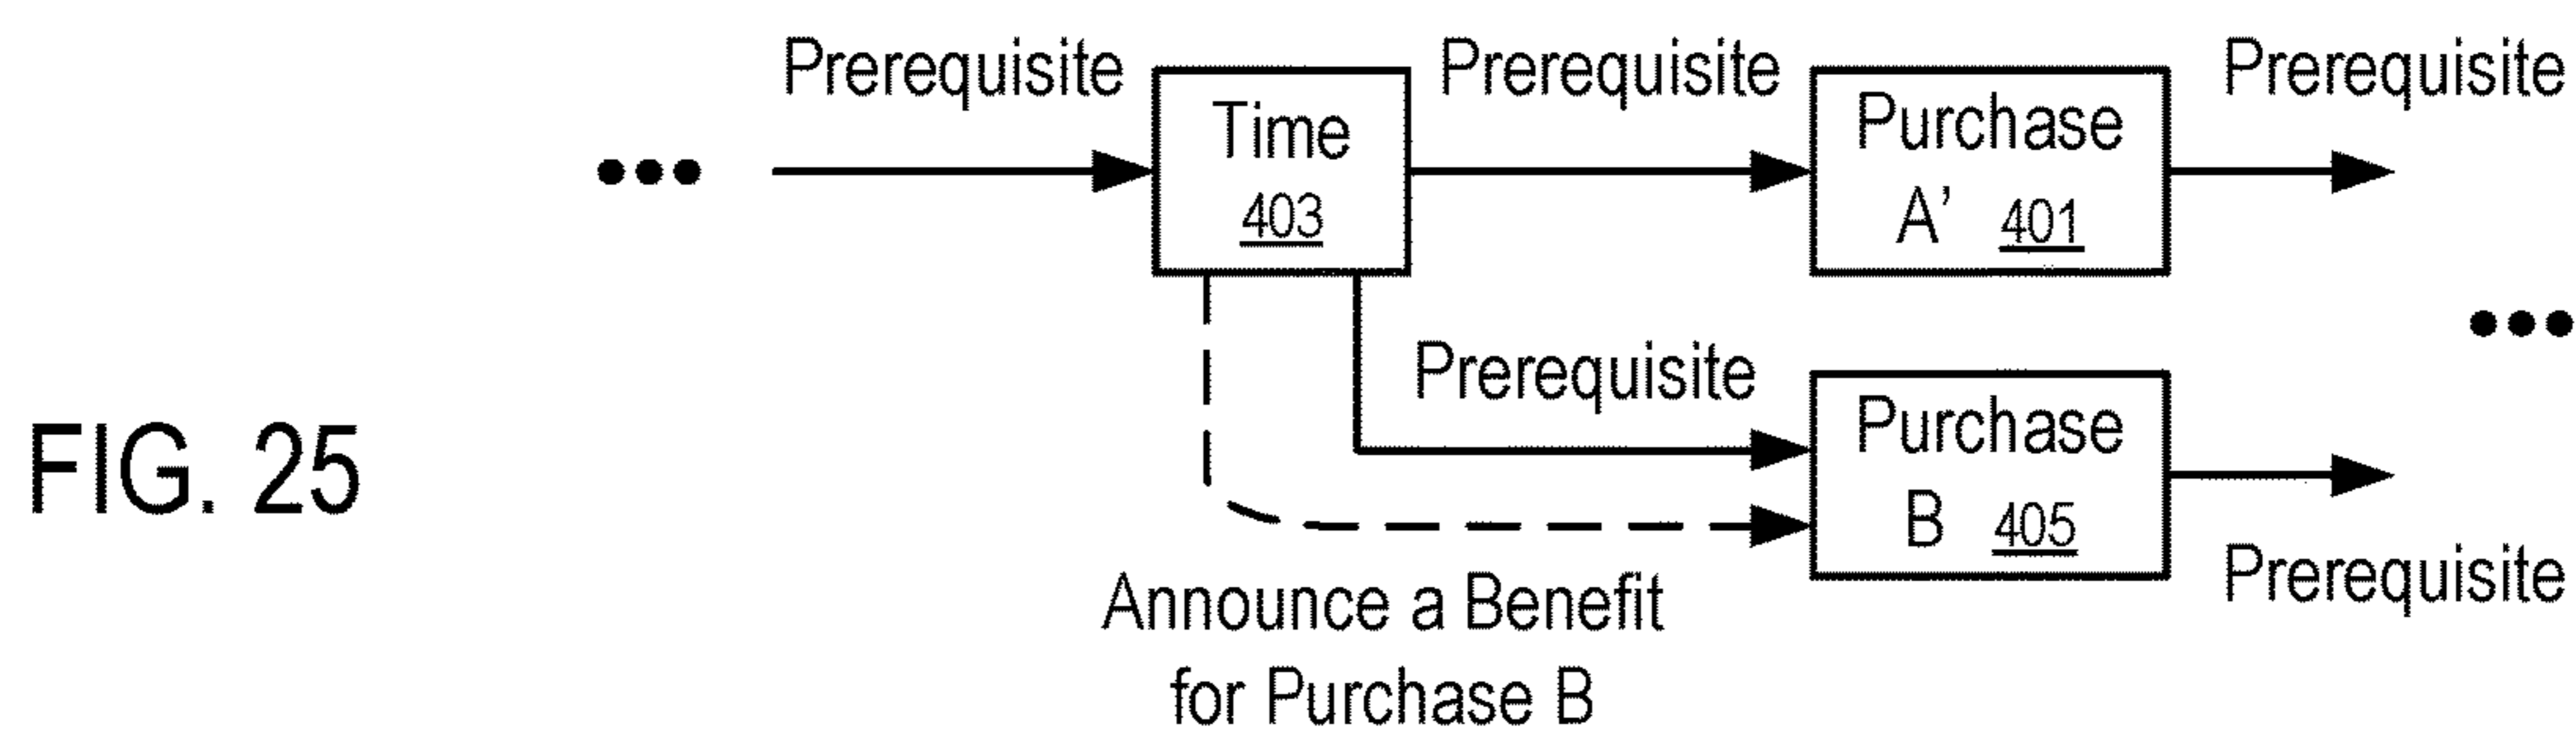 Prerequisite
Time
403
Prerequisite
Purchase
A’ 401
Prerequisite
Prerequisite
Purchase
B 405
Prerequisite
Announce a Benefit
for Purchase B
FIG. 25